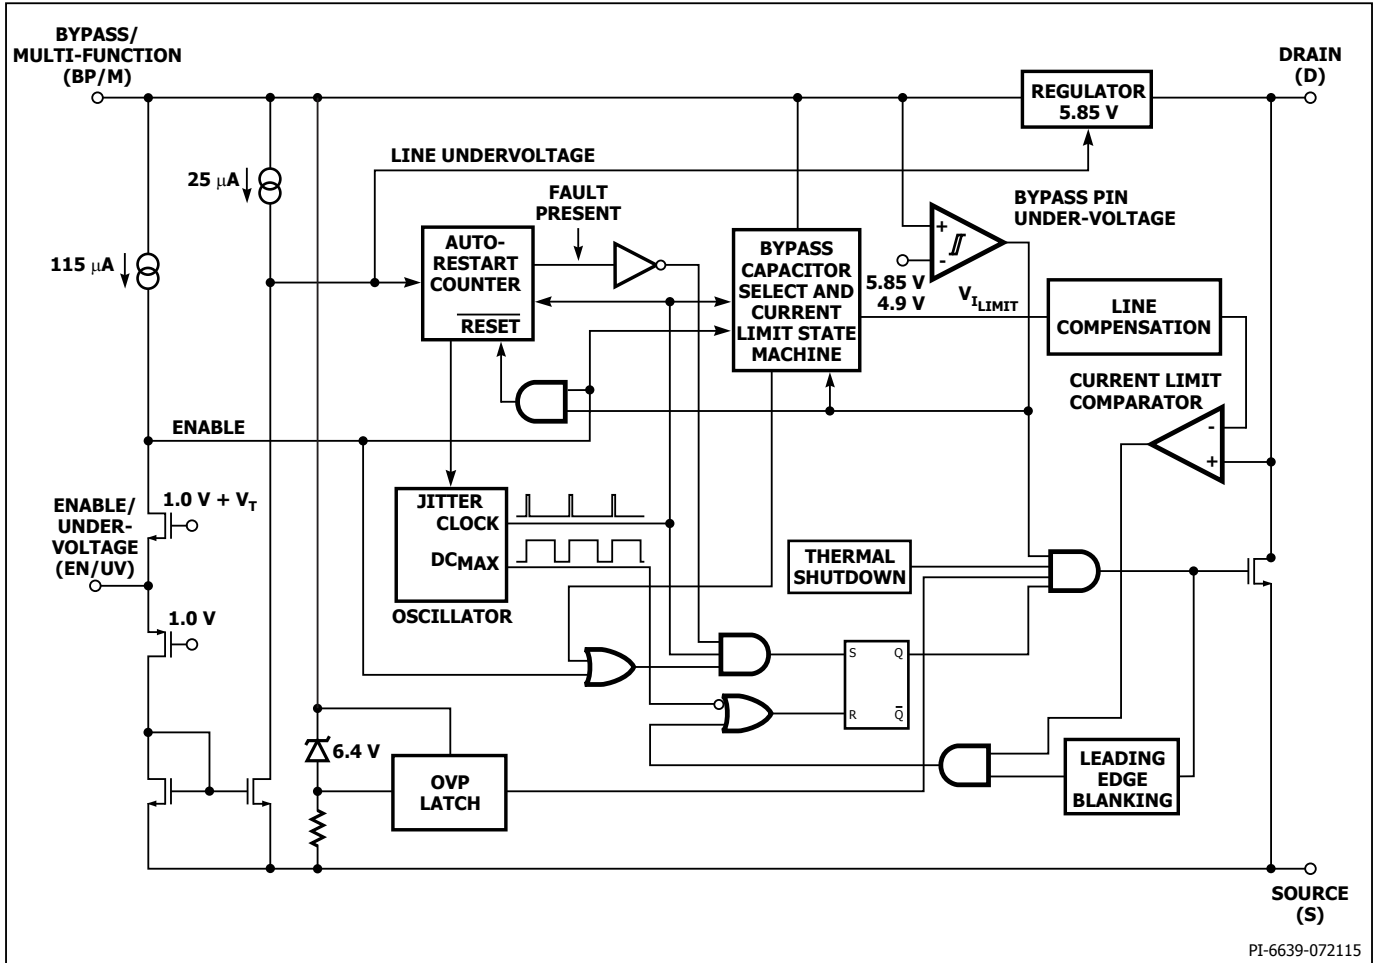 BYPASS/
MULTI-FUNCTION
(BP/M)
DRAIN
(D)
REGULATOR
5.85 V
LINE UNDERVOLTAGE
25 μA
FAULT
PRESENT
BYPASS PIN
UNDER-VOLTAGE
115 μA
AUTO-
RESTART
COUNTER
RESET
BYPASS
CAPACITOR
SELECT AND
CURRENT
LIMIT STATE
MACHINE
+
-
5.85 V
4.9 V
VILIMIT
LINE
COMPENSATION
CURRENT LIMIT
COMPARATOR
-
+
ENABLE
1.0 V + VT
ENABLE/
UNDER-
VOLTAGE
(EN/UV)
1.0 V
JITTER
CLOCK
DCMAX
OSCILLATOR
THERMAL
SHUTDOWN
S Q
R Q̅
6.4 V
OVP
LATCH
LEADING
EDGE
BLANKING
SOURCE
(S)
PI-6639-072115